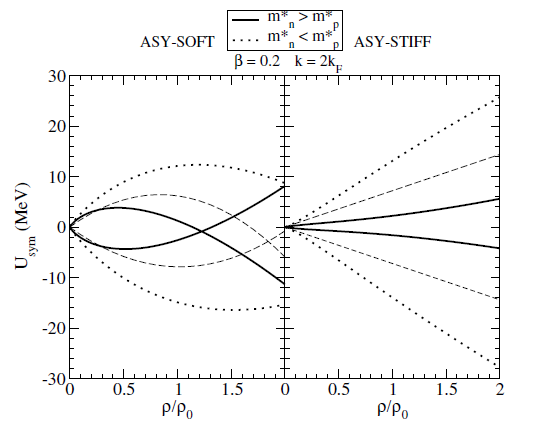 m*n > m*p
m*n < m*p
ASY-SOFT
ASY-STIFF
β = 0.2 k = 2kF
30
20
10
0
-10
-20
-30
Usym (MeV)
0 0.5 1 1.5 0 0.5 1 1.5 2
ρ/ρ0 ρ/ρ0